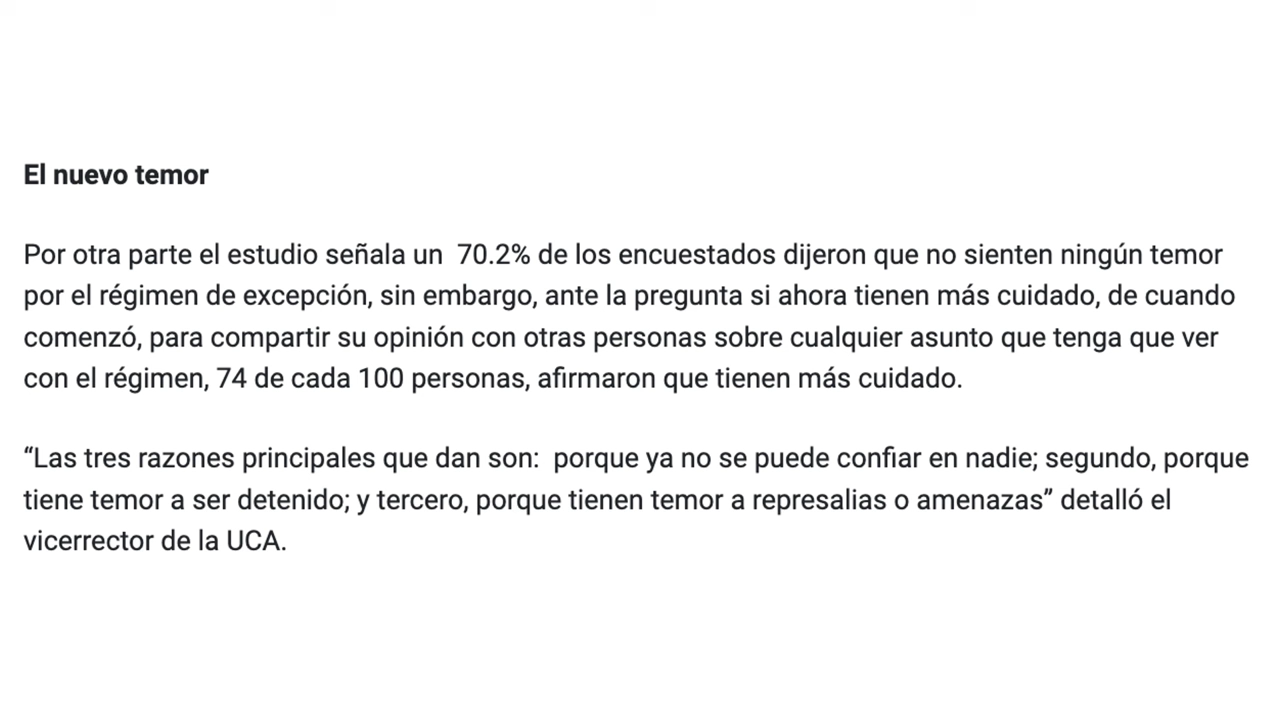 El nuevo temor
Por otra parte el estudio señala un  70.2% de los encuestados dijeron que no sienten ningún temor
por el régimen de excepción, sin embargo, ante la pregunta si ahora tienen más cuidado, de cuando
comenzó, para compartir su opinión con otras personas sobre cualquier asunto que tenga que ver
con el régimen, 74 de cada 100 personas, afirmaron que tienen más cuidado.
“Las tres razones principales que dan son:  porque ya no se puede confiar en nadie; segundo, porque
tiene temor a ser detenido; y tercero, porque tienen temor a represalias o amenazas” detalló el
vicerrector de la UCA.